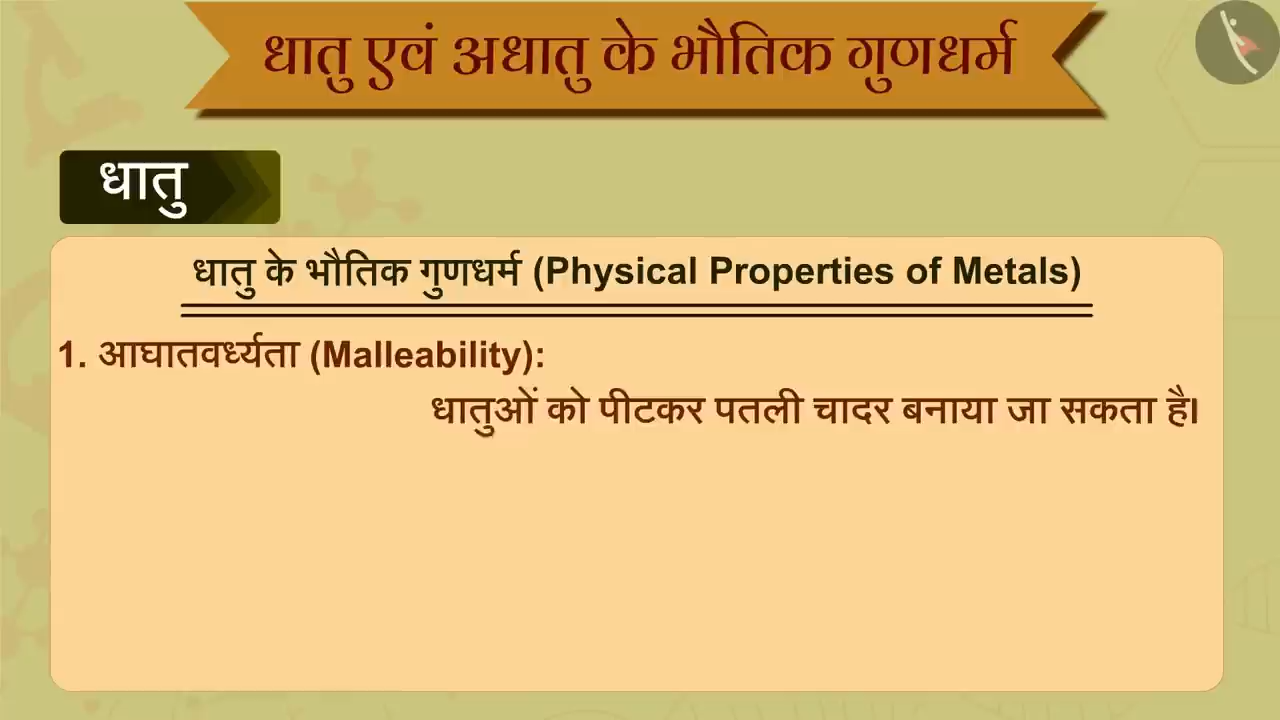 धातु एवं अधातु के भौतिक गुणधर्म
धातु
धातु के भौतिक गुणधर्म (Physical Properties of Metals)
1. आघातवर्ध्यता (Malleability):
धातुओं को पीटकर पतली चादर बनाया जा सकता है।